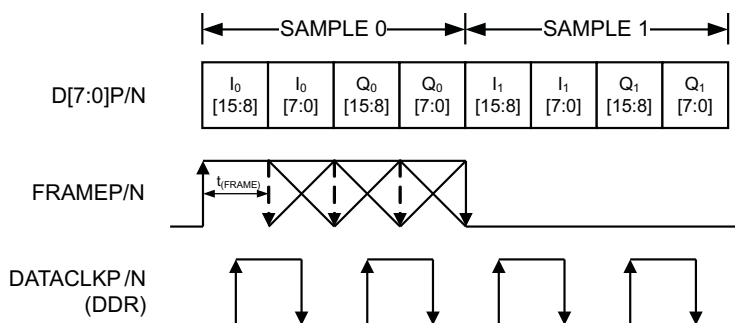 SAMPLE 0 SAMPLE 1
D[7:0]P/N
I0 I0 Q0 Q0 I1 I1 Q1 Q1
[15:8] [7:0] [15:8] [7:0] [15:8] [7:0] [15:8] [7:0]
t(FRAME)
FRAMEP/N
DATACLKP/N
(DDR)